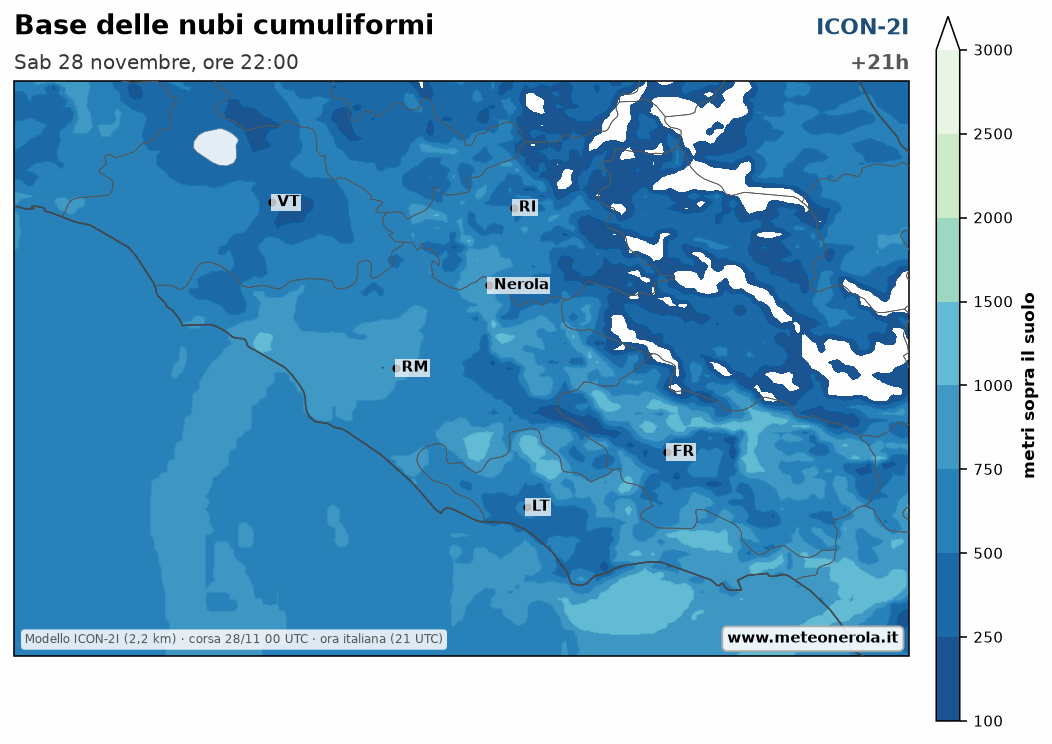 Base delle nubi cumuliformi
ICON-2I
Sab 28 novembre, ore 22:00
+21h
VT
RI
Nerola
RM
FR
LT
Modello ICON-2I (2,2 km) · corsa 28/11 00 UTC · ora italiana (21 UTC)
www.meteonerola.it
3000
2500
2000
1500
1000
750
500
250
100
metri sopra il suolo